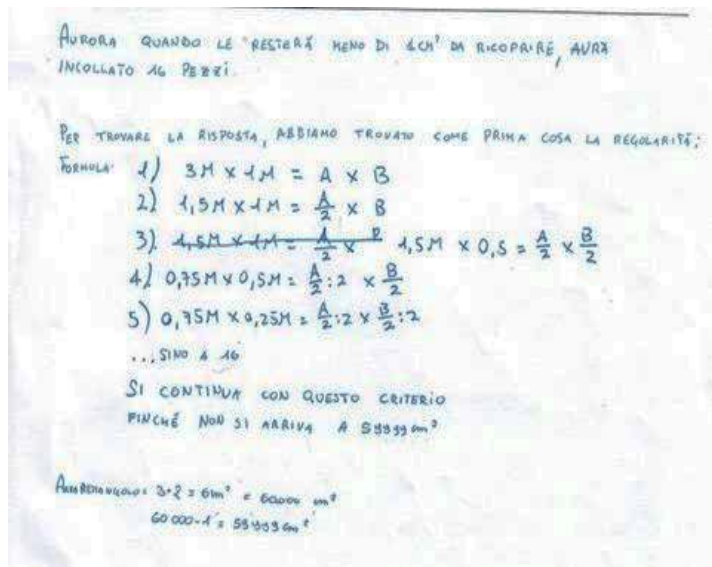 AURORA QUANDO LE RESTERÀ MENO DI 1CM² DA RICOPRIRE, AVRÀ
INCOLLATO 16 PEZZI.
PER TROVARE LA RISPOSTA, ABBIAMO TROVATO COME PRIMA COSA LA REGOLARITÀ:
FORMULA: 1) 3M × 1M = A × B
2) 1,5M × 1M = A/2 × B
3) 1,5M × 1M = A/2 × B 1,5M × 0,5 = A/2 × B/2
4) 0,75M × 0,5M = A/2 : 2 × B/2
5) 0,75M × 0,25M = A/2 : 2 × B/2 : 2
..., SINO A 16
SI CONTINUA CON QUESTO CRITERIO
FINCHÉ NON SI ARRIVA A 59999 cm²
3•2 = 6m² = 60000 cm²
60 000-1 = 59 999 cm²